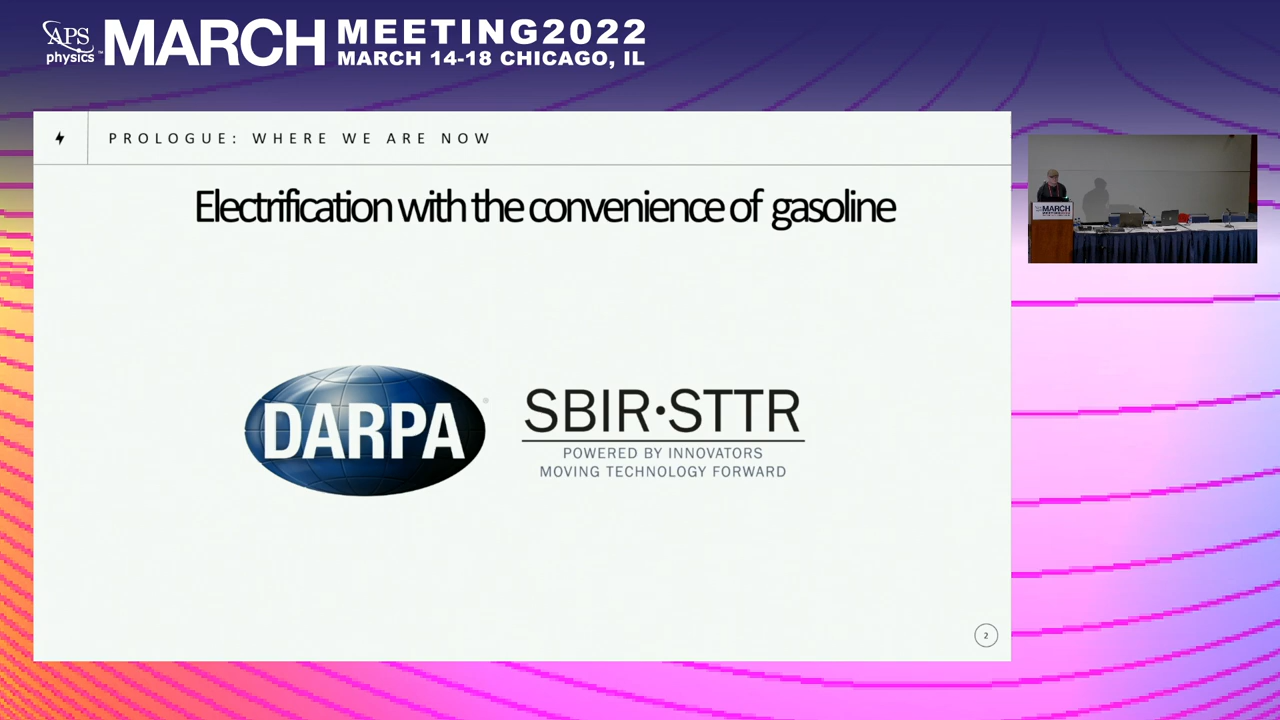 APS
physics
MARCH
MEETING2022
MARCH 14-18 CHICAGO, IL
PROLOGUE: WHERE WE ARE NOW
Electrification with the convenience of gasoline
DARPA
SBIR·STTR
POWERED BY INNOVATORS
MOVING TECHNOLOGY FORWARD
2
MARCH